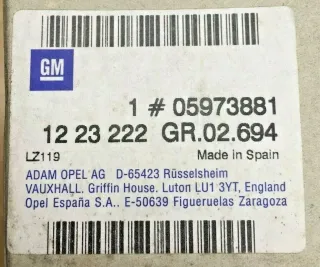 GM
1 # 05973881
12 23 222 GR.02.694
LZ119 Made in Spain
ADAM OPEL AG D-65423 Rüsselsheim
VAUXHALL. Griffin House. Luton LU1 3YT, England
Opel España S.A.. E-50639 Figueruelas Zaragoza